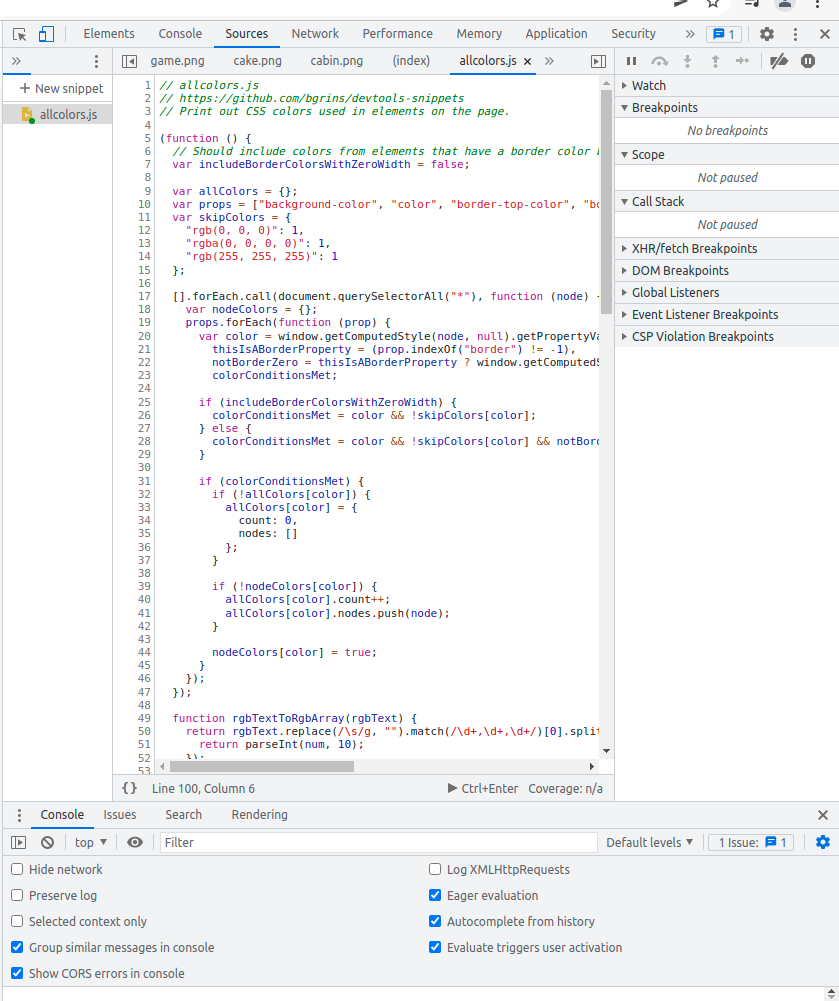 Elements Console Sources Network Performance Memory Application Security » 1
» game.png cake.png cabin.png (index) allcolors.js × »
+ New snippet
allcolors.js
1 // allcolors.js
2 // https://github.com/bgrins/devtools-snippets
3 // Print out CSS colors used in elements on the page.
4
5 (function () {
6 // Should include colors from elements that have a border color
7 var includeBorderColorsWithZeroWidth = false;
8
9 var allColors = {};
10 var props = ["background-color", "color", "border-top-color", "bo
11 var skipColors = {
12 "rgb(0, 0, 0)": 1,
13 "rgba(0, 0, 0, 0)": 1,
14 "rgb(255, 255, 255)": 1
15 };
16
17 [].forEach.call(document.querySelectorAll("*"), function (node)
18 var nodeColors = {};
19 props.forEach(function (prop) {
20 var color = window.getComputedStyle(node, null).getPropertyVa
21 thisIsABorderProperty = (prop.indexOf("border") != -1),
22 notBorderZero = thisIsABorderProperty ? window.getComputedS
23 colorConditionsMet;
24
25 if (includeBorderColorsWithZeroWidth) {
26 colorConditionsMet = color && !skipColors[color];
27 } else {
28 colorConditionsMet = color && !skipColors[color] && notBor
29 }
30
31 if (colorConditionsMet) {
32 if (!allColors[color]) {
33 allColors[color] = {
34 count: 0,
35 nodes: []
36 };
37 }
38
39 if (!nodeColors[color]) {
40 allColors[color].count++;
41 allColors[color].nodes.push(node);
42 }
43
44 nodeColors[color] = true;
45 }
46 });
47 });
48
49 function rgbTextToRgbArray(rgbText) {
50 return rgbText.replace(/\s/g, "").match(/\d+,\d+,\d+/)[0].split
51 return parseInt(num, 10);
52 });
53
{} Line 100, Column 6 Ctrl+Enter Coverage: n/a
Watch
Breakpoints
No breakpoints
Scope
Not paused
Call Stack
Not paused
XHR/fetch Breakpoints
DOM Breakpoints
Global Listeners
Event Listener Breakpoints
CSP Violation Breakpoints
Console Issues Search Rendering
top Filter Default levels 1 Issue: 1
Hide network Log XMLHttpRequests
Preserve log Eager evaluation
Selected context only Autocomplete from history
Group similar messages in console Evaluate triggers user activation
Show CORS errors in console